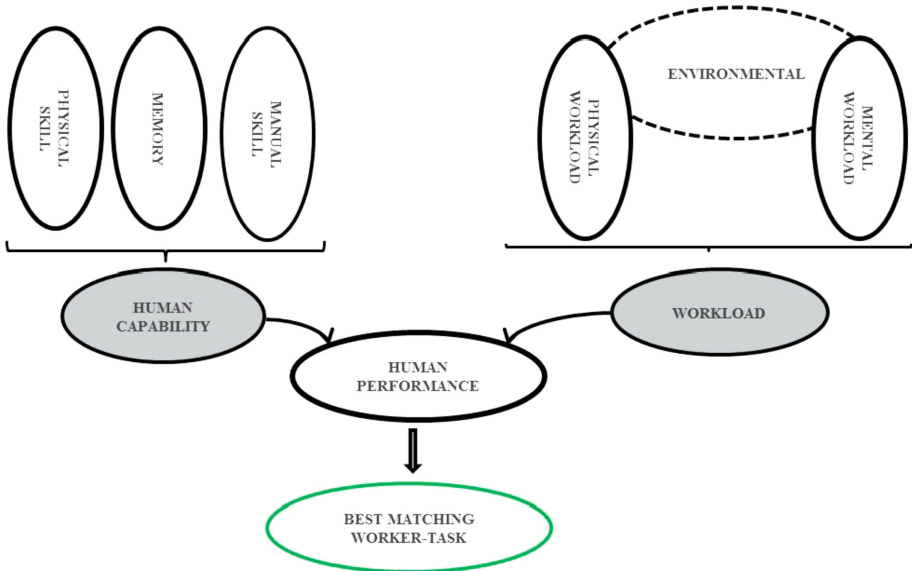 PHYSICAL
SKILL
MEMORY
MANUAL
SKILL
PHYSICAL
WORKLOAD
ENVIRONMENTAL
MENTAL
WORKLOAD
HUMAN
CAPABILITY
WORKLOAD
HUMAN
PERFORMANCE
BEST MATCHING
WORKER-TASK